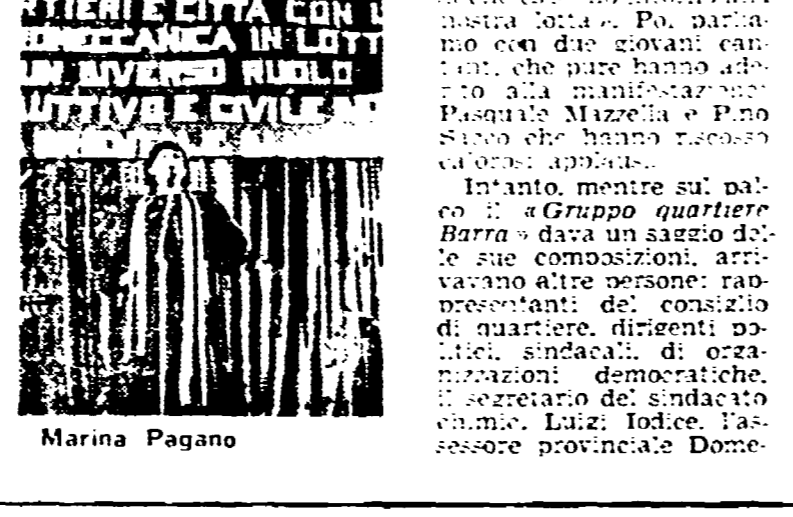 RTIERI E CITTÀ CON L
OMECCANICA IN LOTT
UN DIVERSO RUOLO
UTTIVO E CIVILE
Marina Pagano
nostra lotta ». Poi parlia-
mo con due giovani can-
tanti, che pure hanno ade-
rito alla manifestazione:
Pasquale Mazzella e Pino
che hanno riscosso
calorosi applausi.
Intanto, mentre sul pal-
co il « Gruppo quartiere
Barra » dava un saggio del-
le sue composizioni, arri-
vavano altre persone: rap-
presentanti del consiglio
di quartiere, dirigenti po-
litici, sindacali, di orga-
nizzazioni democratiche,
il segretario del sindacato
chimici, Luigi Iodice, l'as-
sessore provinciale Dome-